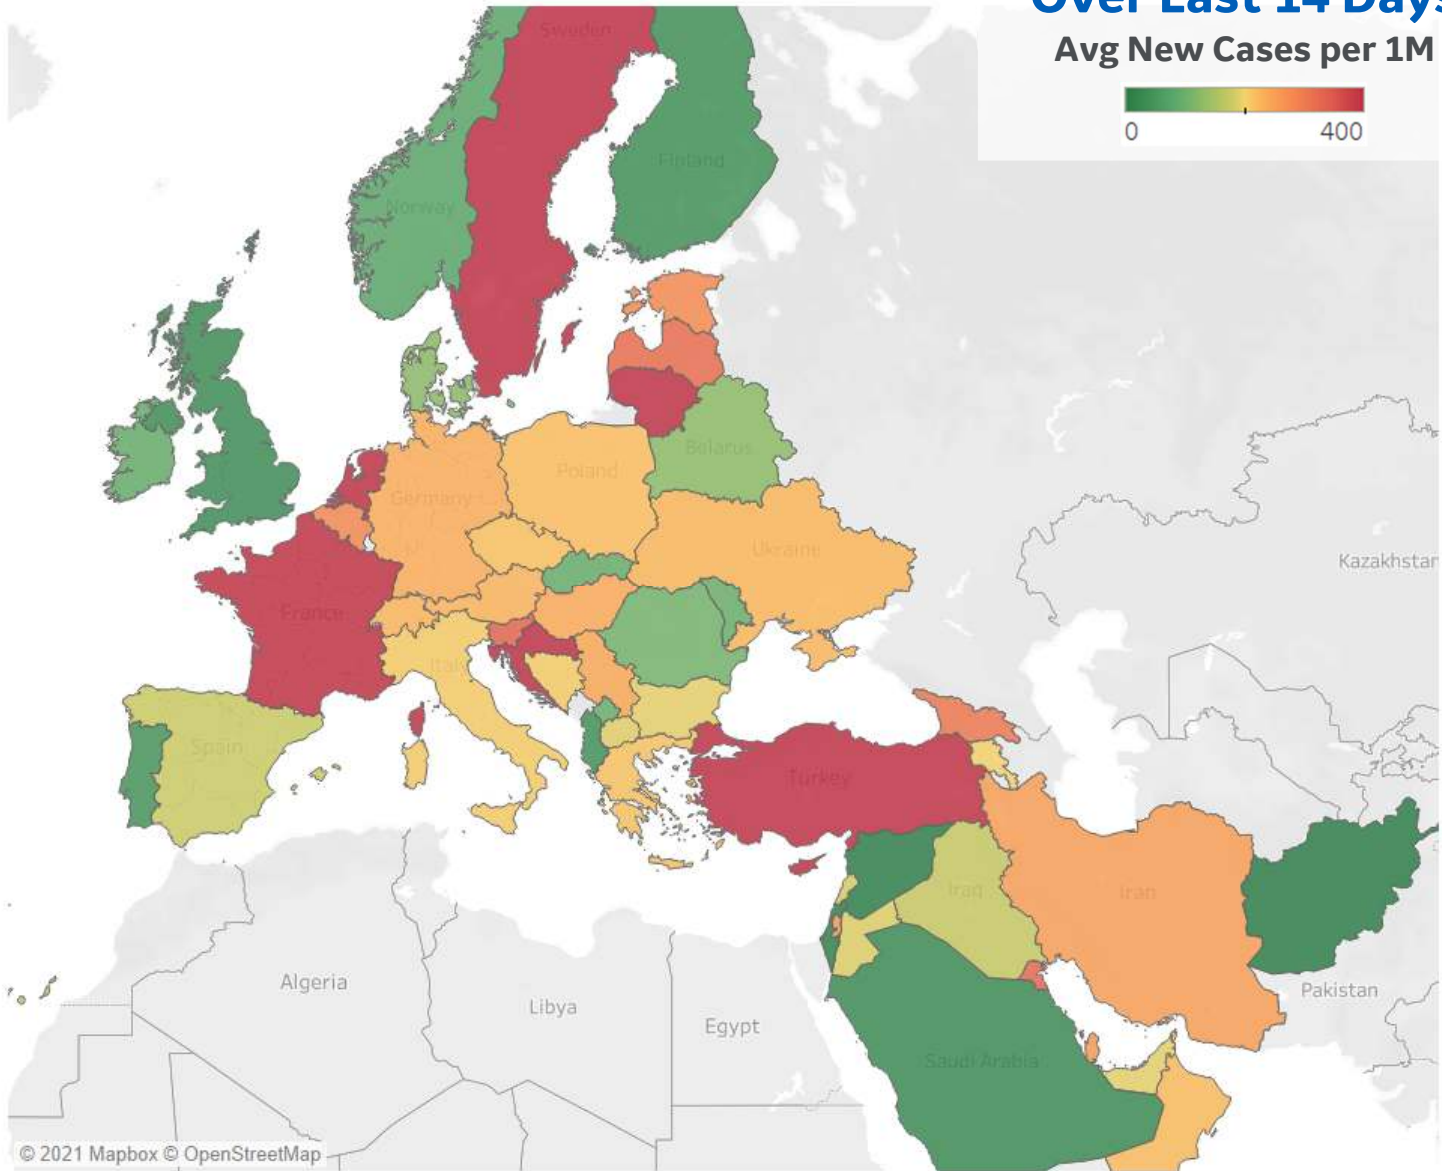 Over Last 14 Days
Avg New Cases per 1M
0 400
Sweden
Finland
Norway
Belarus
Poland
Germany
Ukraine
Kazakhstan
France
Italy
Spain
Turkey
Iraq
Iran
Algeria
Libya
Egypt
Pakistan
Saudi Arabia
© 2021 Mapbox © OpenStreetMap